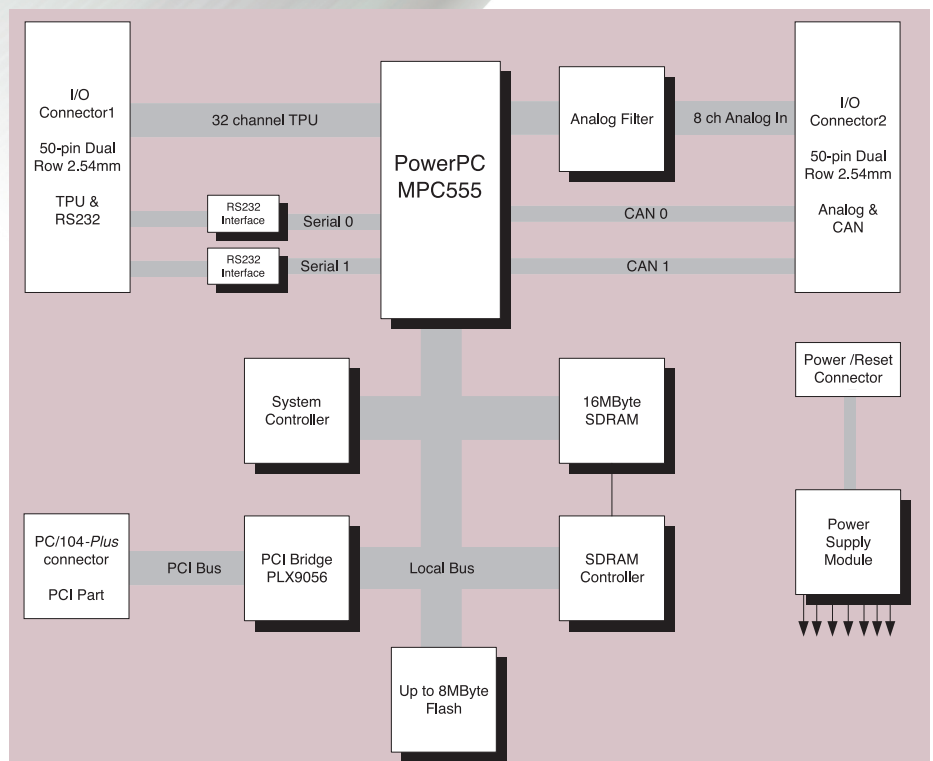 I/O
Connector1
50-pin Dual
Row 2.54mm
TPU &
RS232
32 channel TPU
RS232
Interface
Serial 0
RS232
Interface
Serial 1
PowerPC
MPC555
Analog Filter
8 ch Analog In
CAN 0
CAN 1
I/O
Connector2
50-pin Dual
Row 2.54mm
Analog &
CAN
System
Controller
16MByte
SDRAM
Power /Reset
Connector
PC/104-Plus
connector
PCI Part
PCI Bus
PCI Bridge
PLX9056
Local Bus
SDRAM
Controller
Power
Supply
Module
Up to 8MByte
Flash